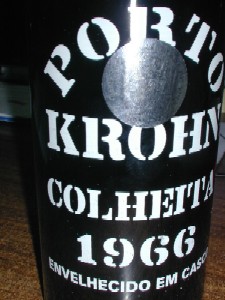 PORTO
KROHN
COLHEITA
1966
ENVELHECIDO EM CASCO